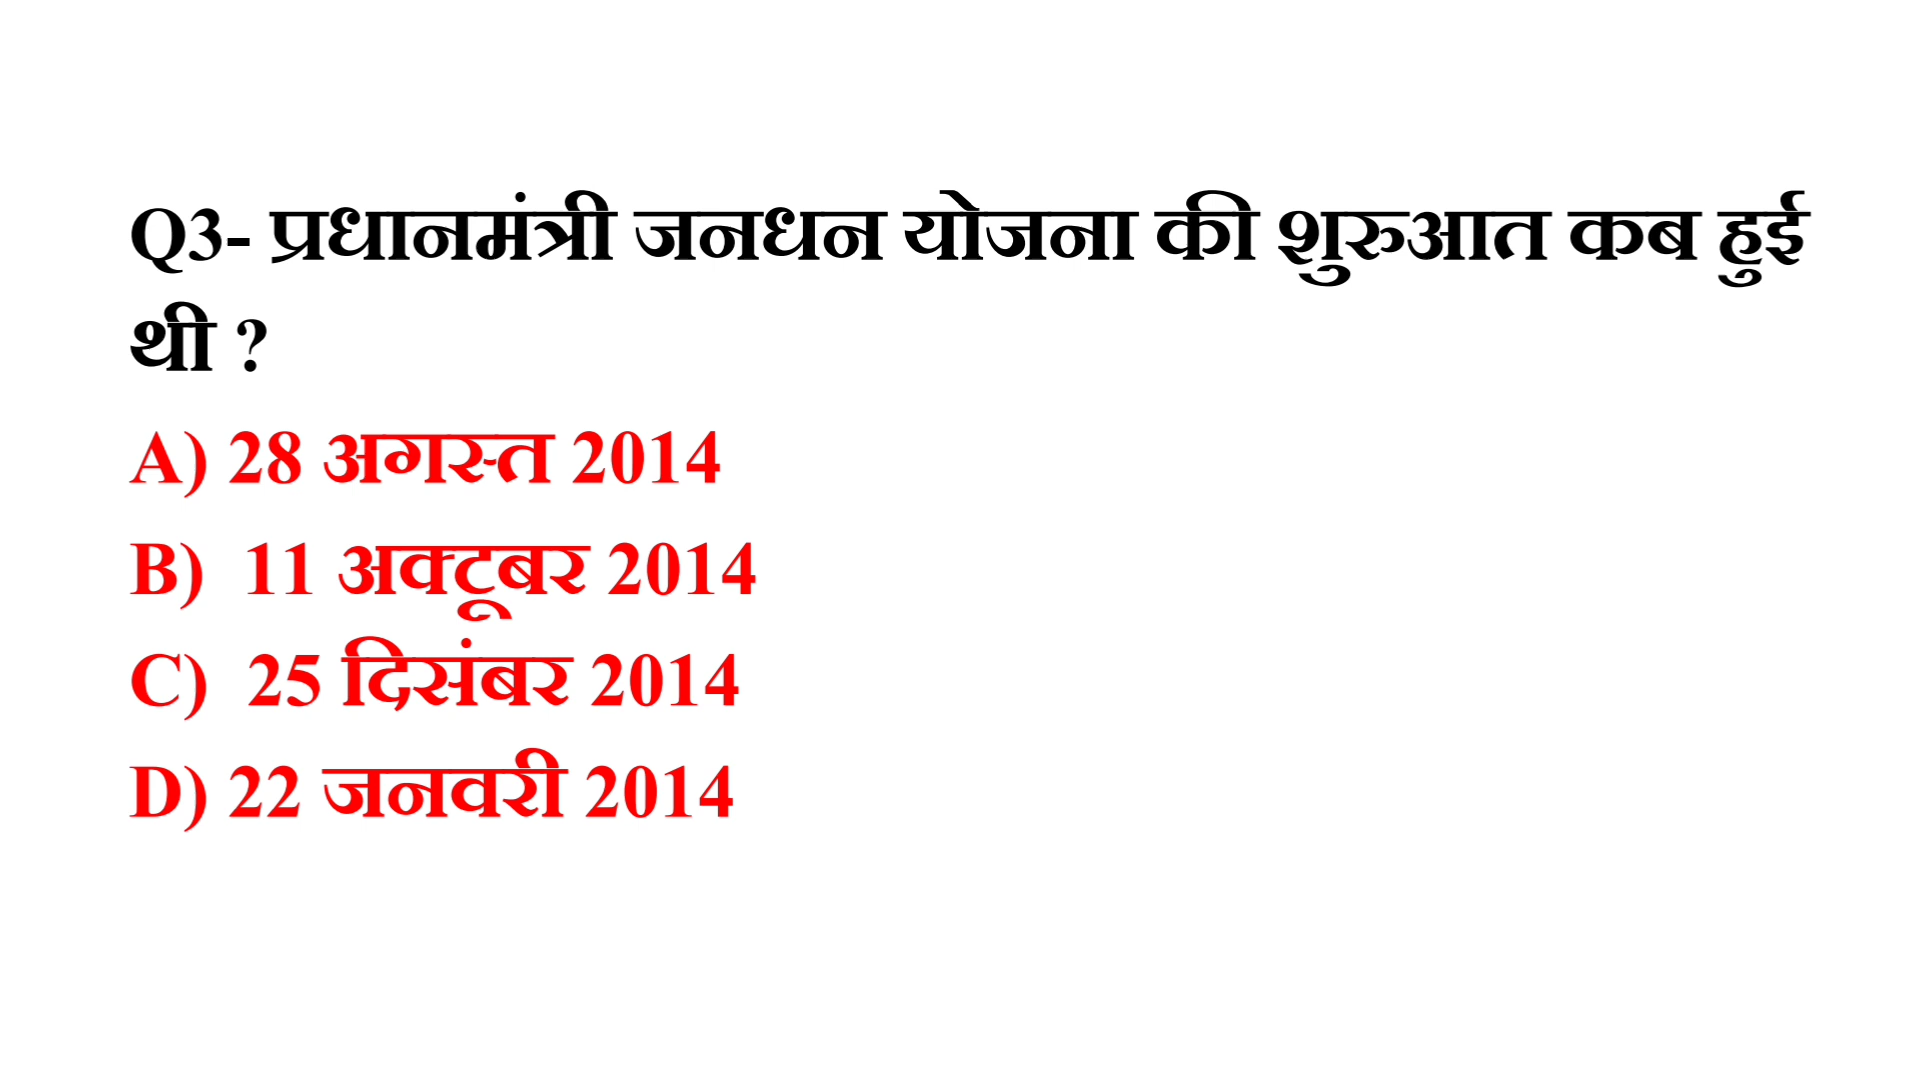 Q3- प्रधानमंत्री जनधन योजना की शुरुआत कब हुई
थी ?
A) 28 अगस्त 2014
B)  11 अक्टूबर 2014
C)  25 दिसंबर 2014
D) 22 जनवरी 2014